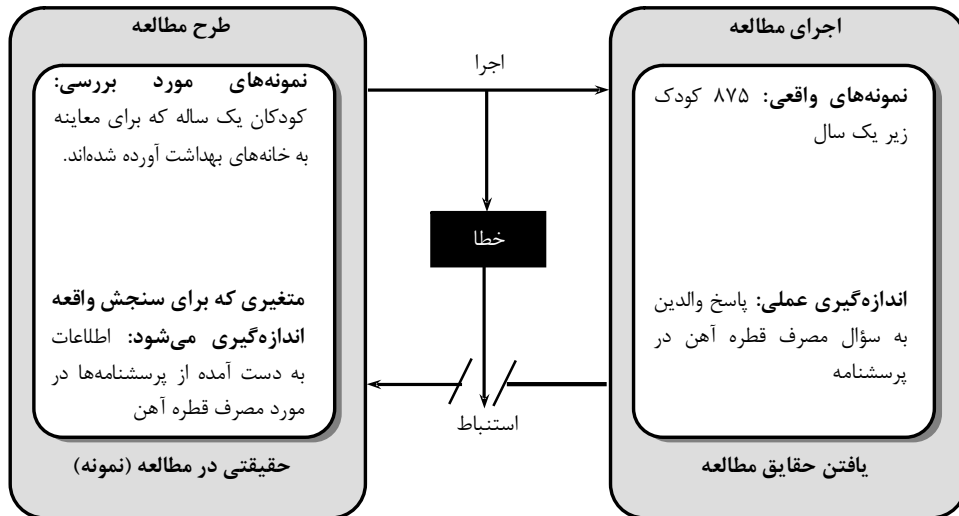 اجرای مطالعه
نمونه‌های واقعی: ۸۷۵ کودک
زیر یک سال
اندازه‌گیری عملی: پاسخ والدین
به سؤال مصرف قطره آهن در
پرسشنامه
یافتن حقایق مطالعه
اجرا
خطا
استنباط
طرح مطالعه
نمونه‌های مورد بررسی:
کودکان یک ساله که برای معاینه
به خانه‌های بهداشت آورده شده‌اند.
متغیری که برای سنجش واقعه
اندازه‌گیری می‌شود: اطلاعات
به دست آمده از پرسشنامه‌ها در
مورد مصرف قطره آهن
حقیقتی در مطالعه (نمونه)